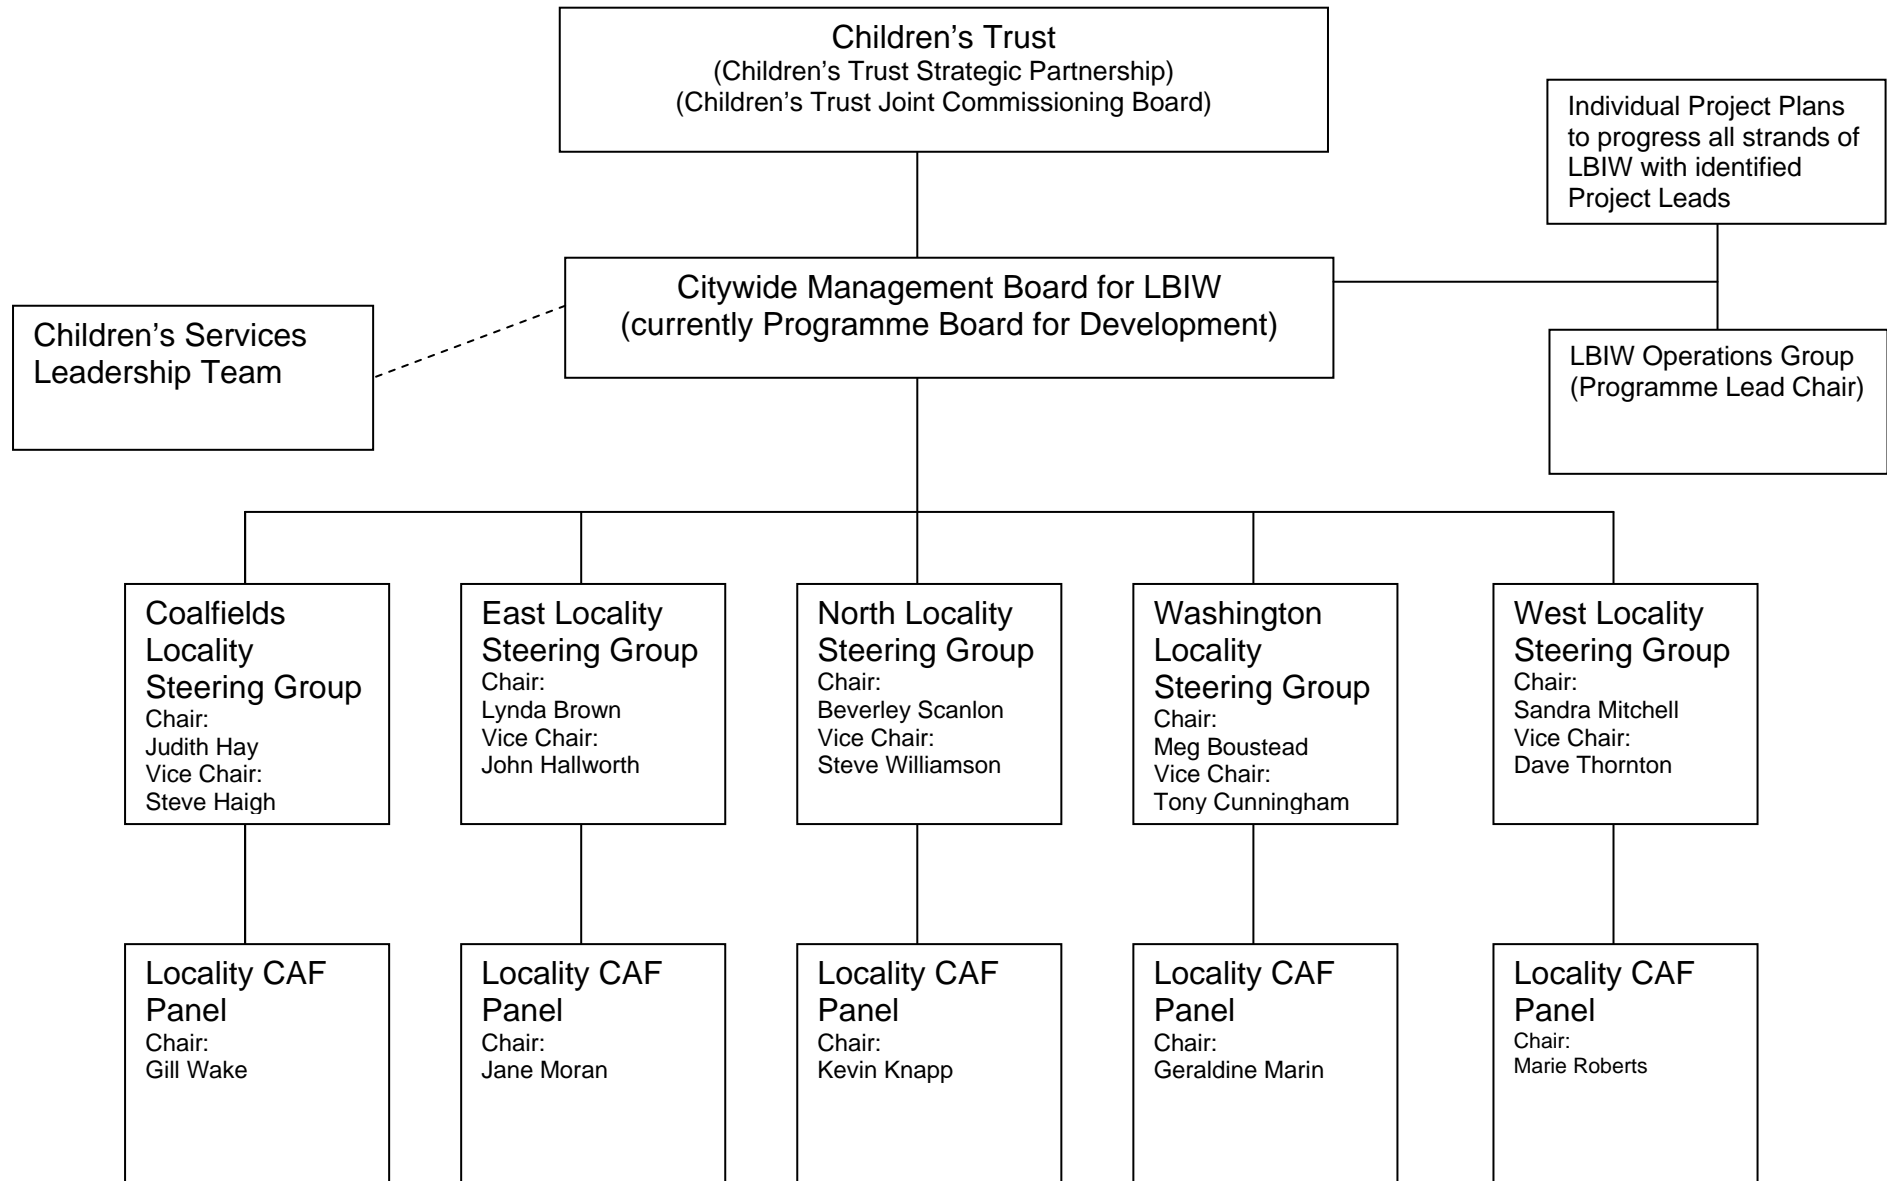 Children’s Trust
(Children’s Trust Strategic Partnership)
(Children’s Trust Joint Commissioning Board)
Individual Project Plans
to progress all strands of
LBIW with identified
Project Leads
Citywide Management Board for LBIW
(currently Programme Board for Development)
Children’s Services
Leadership Team
LBIW Operations Group
(Programme Lead Chair)
Coalfields
Locality
Steering Group
Chair:
Judith Hay
Vice Chair:
Steve Haigh
East Locality
Steering Group
Chair:
Lynda Brown
Vice Chair:
John Hallworth
North Locality
Steering Group
Chair:
Beverley Scanlon
Vice Chair:
Steve Williamson
Washington
Locality
Steering Group
Chair:
Meg Boustead
Vice Chair:
Tony Cunningham
West Locality
Steering Group
Chair:
Sandra Mitchell
Vice Chair:
Dave Thornton
Locality CAF
Panel
Chair:
Gill Wake
Locality CAF
Panel
Chair:
Jane Moran
Locality CAF
Panel
Chair:
Kevin Knapp
Locality CAF
Panel
Chair:
Geraldine Marin
Locality CAF
Panel
Chair:
Marie Roberts